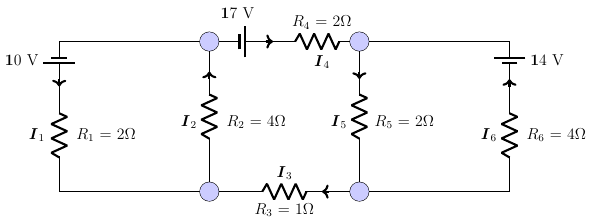 17 V
R₄ = 2Ω
10 V
I₄
14 V
I₁ R₁ = 2Ω
I₂ R₂ = 4Ω
I₅ R₅ = 2Ω
I₆ R₆ = 4Ω
I₃
R₃ = 1Ω